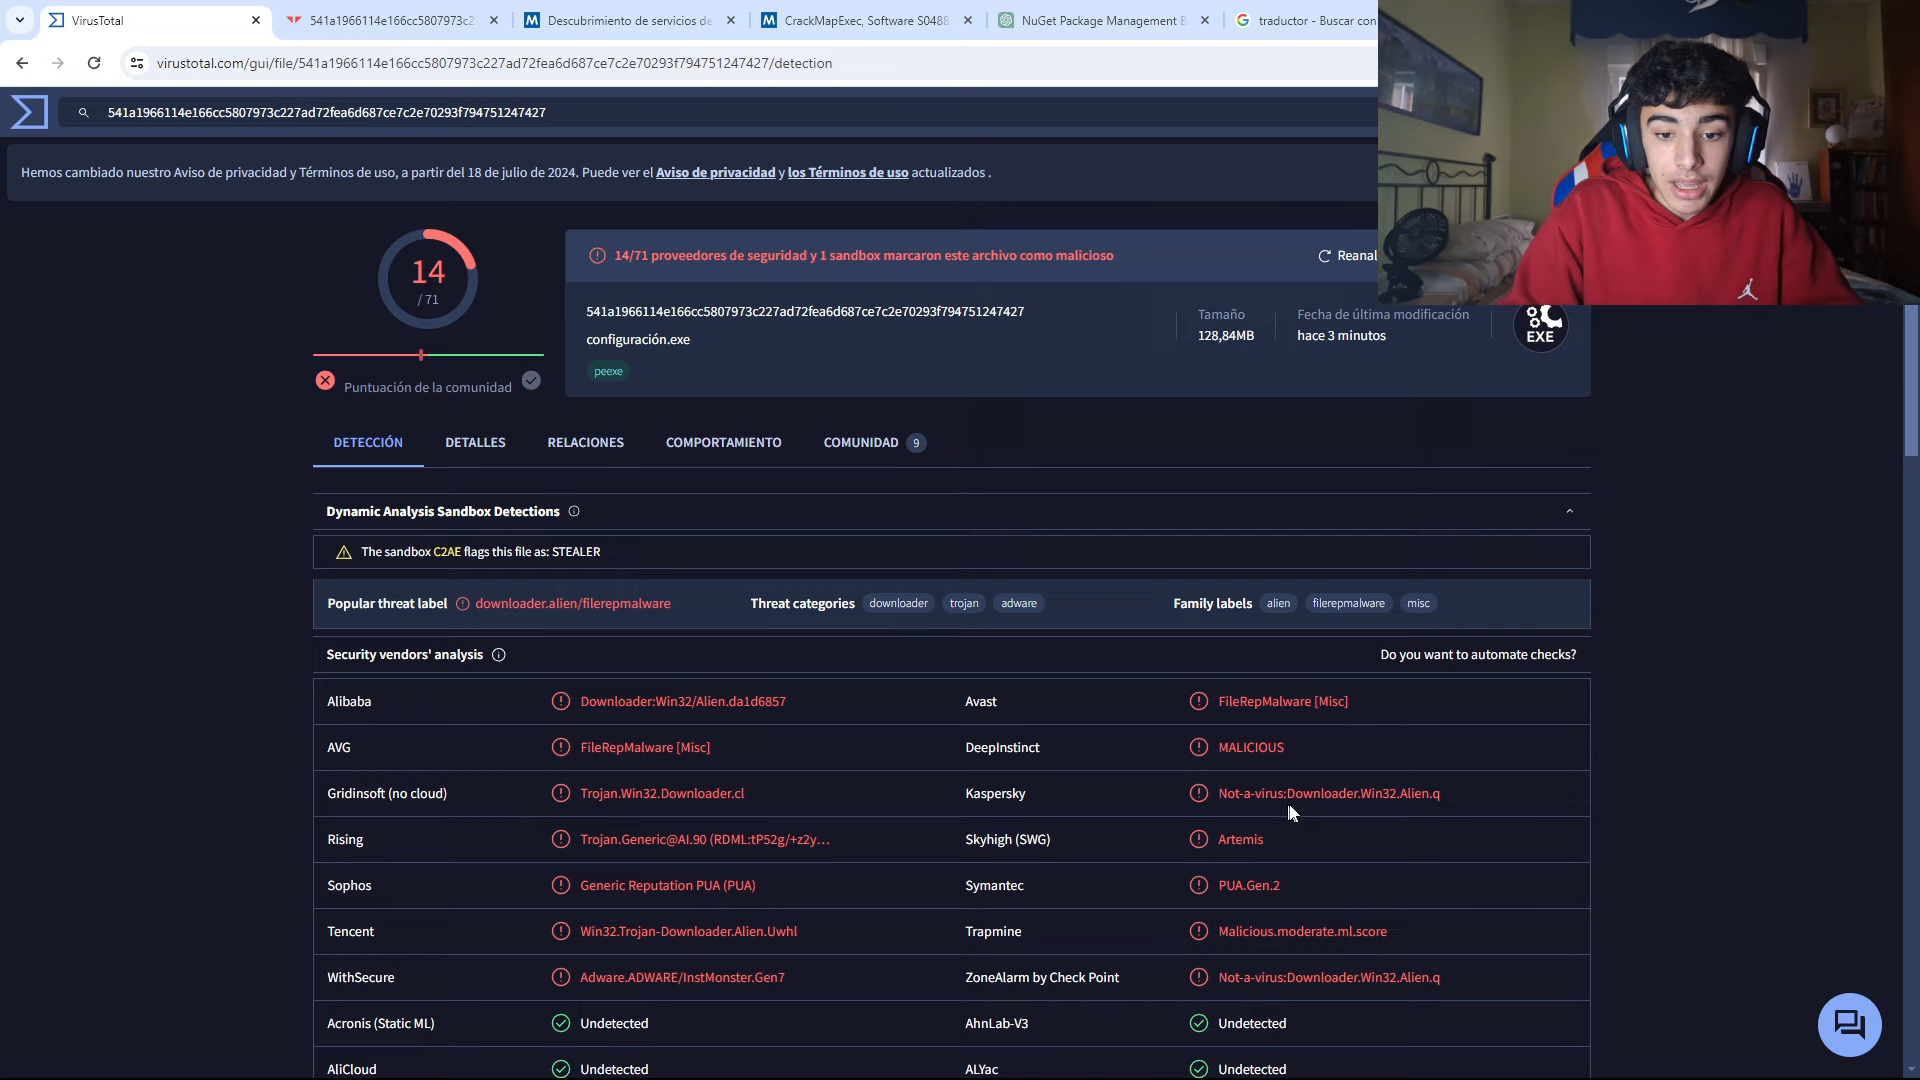 VirusTotal
541a1966114e166cc5807973c2
Descubrimiento de servicios de
CrackMapExec, Software S0488
NuGet Package Management B
traductor - Buscar con
virustotal.com/gui/file/541a1966114e166cc5807973c227ad72fea6d687ce7c2e70293f794751247427/detection
541a1966114e166cc5807973c227ad72fea6d687ce7c2e70293f794751247427
Hemos cambiado nuestro Aviso de privacidad y Términos de uso, a partir del 18 de julio de 2024. Puede ver el Aviso de privacidad y los Términos de uso actualizados .
14
/ 71
14/71 proveedores de seguridad y 1 sandbox marcaron este archivo como malicioso
Reanal
541a1966114e166cc5807973c227ad72fea6d687ce7c2e70293f794751247427
configuración.exe
peexe
Tamaño
128,84MB
Fecha de última modificación
hace 3 minutos
EXE
Puntuación de la comunidad
DETECCIÓN
DETALLES
RELACIONES
COMPORTAMIENTO
COMUNIDAD 9
Dynamic Analysis Sandbox Detections
The sandbox C2AE flags this file as: STEALER
Popular threat label downloader.alien/filerepmalware
Threat categories downloader trojan adware
Family labels alien filerepmalware misc
Security vendors' analysis
Do you want to automate checks?
Alibaba Downloader:Win32/Alien.da1d6857 Avast FileRepMalware [Misc]
AVG FileRepMalware [Misc] DeepInstinct MALICIOUS
Gridinsoft (no cloud) Trojan.Win32.Downloader.cl Kaspersky Not-a-virus:Downloader.Win32.Alien.q
Rising Trojan.Generic@AI.90 (RDML:tP52g/+z2y... Skyhigh (SWG) Artemis
Sophos Generic Reputation PUA (PUA) Symantec PUA.Gen.2
Tencent Win32.Trojan-Downloader.Alien.Uwhl Trapmine Malicious.moderate.ml.score
WithSecure Adware.ADWARE/InstMonster.Gen7 ZoneAlarm by Check Point Not-a-virus:Downloader.Win32.Alien.q
Acronis (Static ML) Undetected AhnLab-V3 Undetected
AliCloud Undetected ALYac Undetected